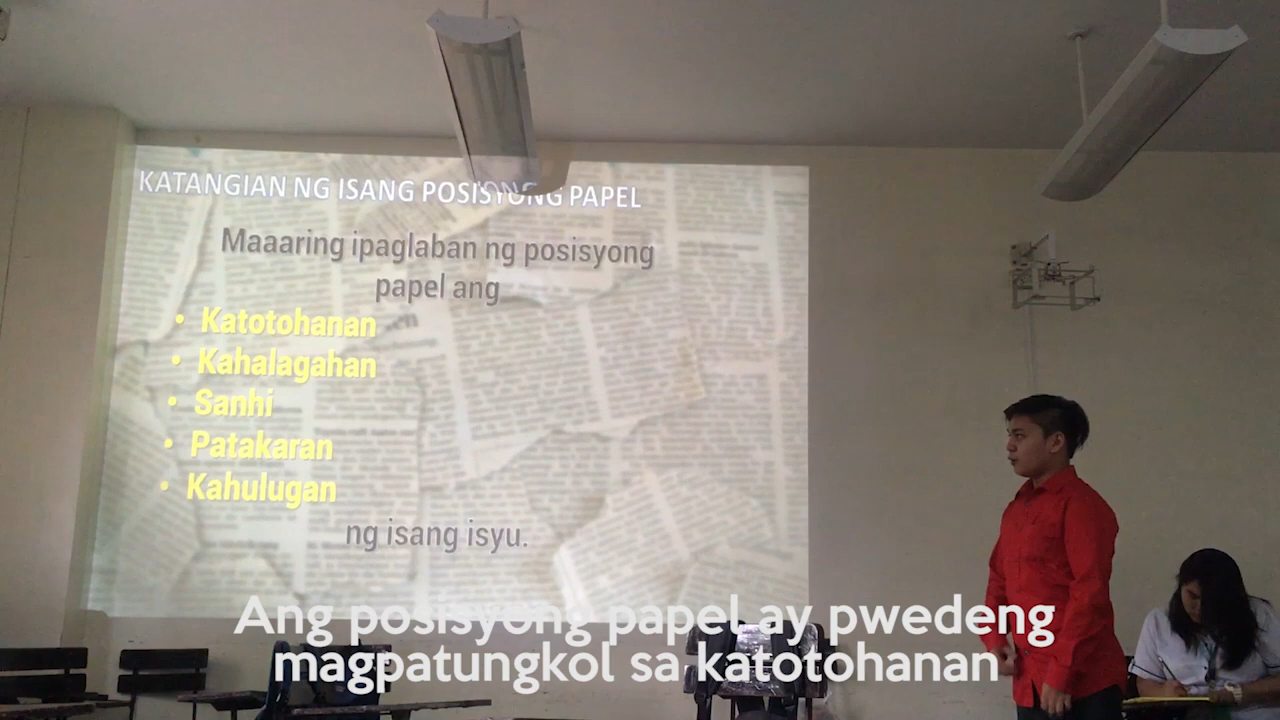 KATANGIAN NG ISANG POSISYONG PAPEL
Maaaring ipaglaban ng posisyong
papel ang
• Katotohanan
• Kahalagahan
• Sanhi
• Patakaran
• Kahulugan
ng isang isyu.
Ang posisyong papel ay pwedeng
magpatungkol sa katotohanan